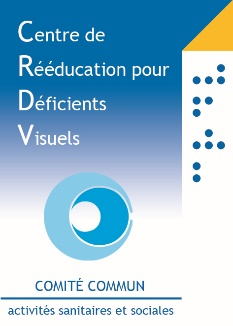 Centre de
Rééducation pour
Déficients
Visuels
COMITÉ COMMUN
activités sanitaires et sociales